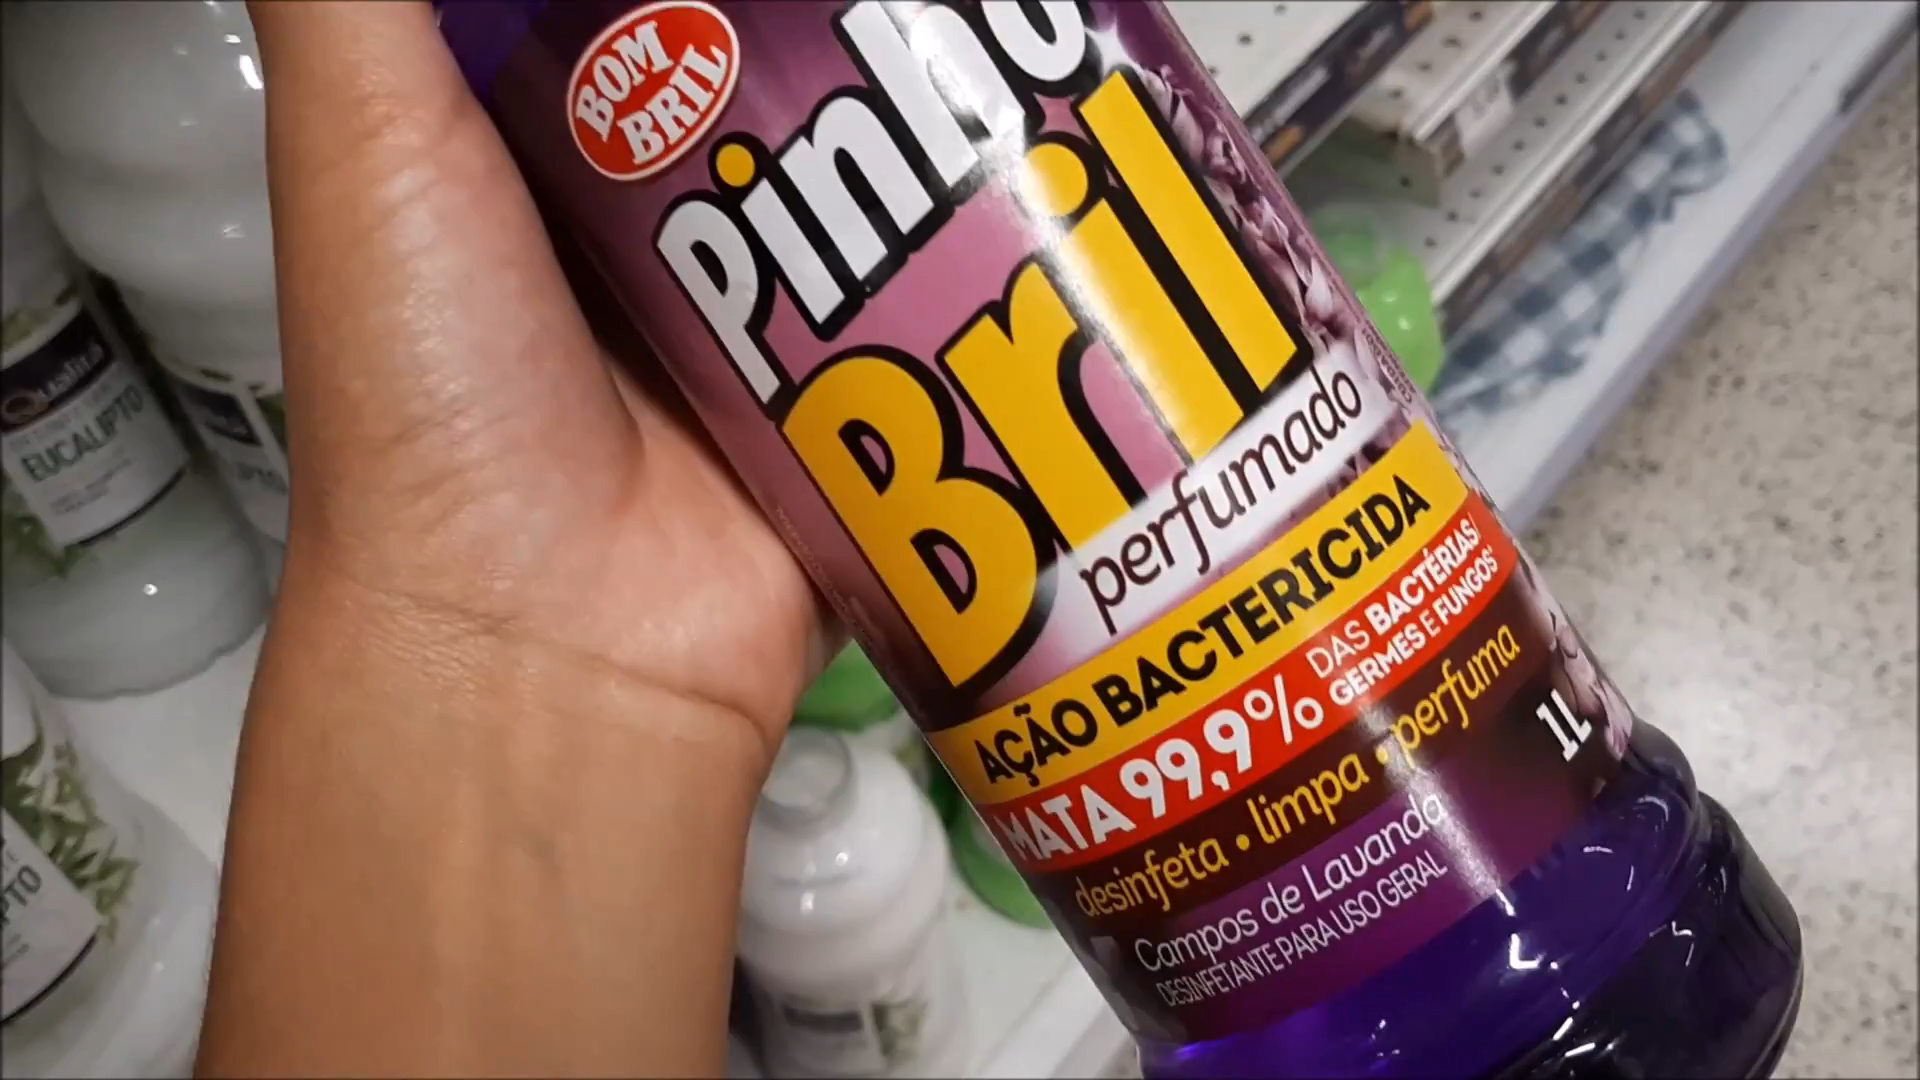 BOM
BRIL
Pinho
Bril
perfumado
AÇÃO BACTERICIDA
MATA 99,9% DAS BACTÉRIAS,
GERMES E FUNGOS*
desinfeta • limpa • perfuma
1L
Campos de Lavanda
DESINFETANTE PARA USO GERAL
Qualitá
EUCALIPTO